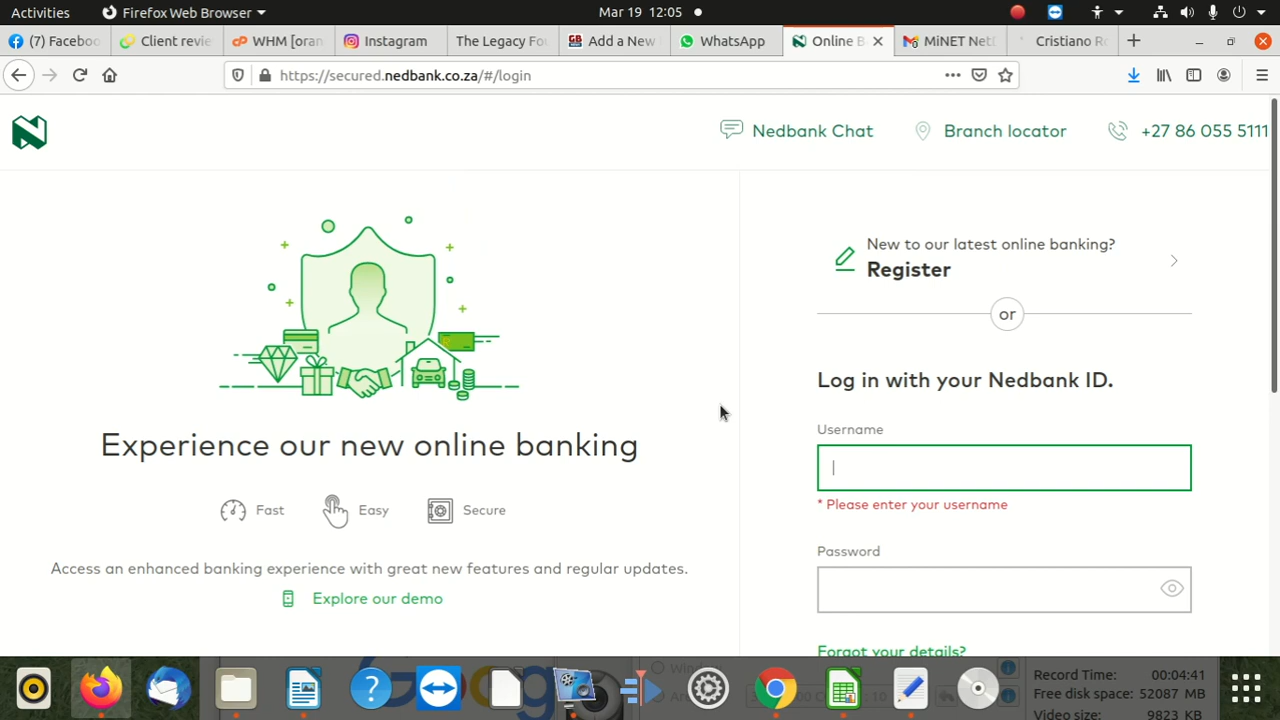 Activities
Firefox Web Browser
Mar 19 12:05
(7) Faceboo
Client revie
WHM [oran
Instagram
The Legacy Fo
Add a New
WhatsApp
Online B
MiNET Netl
Cristiano Ro
https://secured.nedbank.co.za/#/login
Nedbank Chat
Branch locator
+27 86 055 5111
New to our latest online banking?
Register
or
Log in with your Nedbank ID.
Username
* Please enter your username
Password
Forgot your details?
Experience our new online banking
Fast
Easy
Secure
Access an enhanced banking experience with great new features and regular updates.
Explore our demo
Record Time: 00:04:41
Free disk space: 52087 MB
Video size: 9823 KB